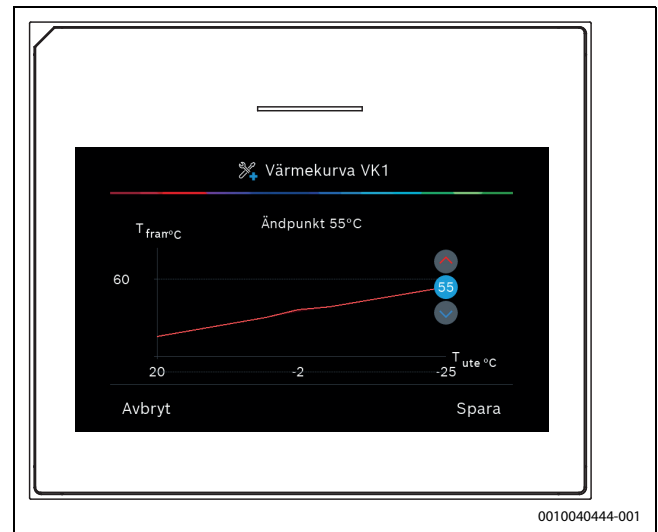 Värmekurva VK1
Ändpunkt 55°C
T fram°C
60
55
20 -2 -25
T ute °C
Avbryt Spara
0010040444-001